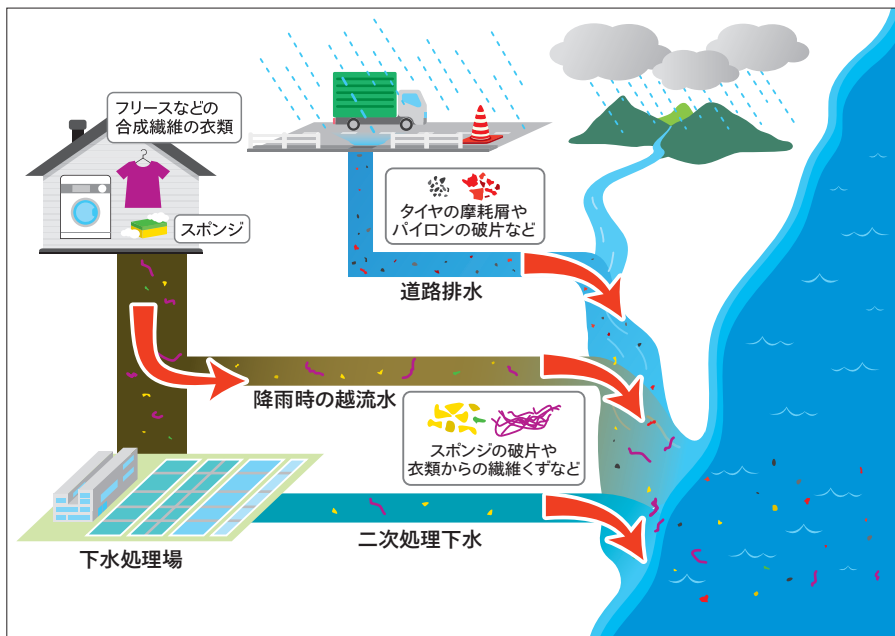 フリースなどの
合成繊維の衣類
スポンジ
タイヤの摩耗屑や
パイロンの破片など
道路排水
降雨時の越流水
スポンジの破片や
衣類からの繊維くずなど
二次処理下水
下水処理場